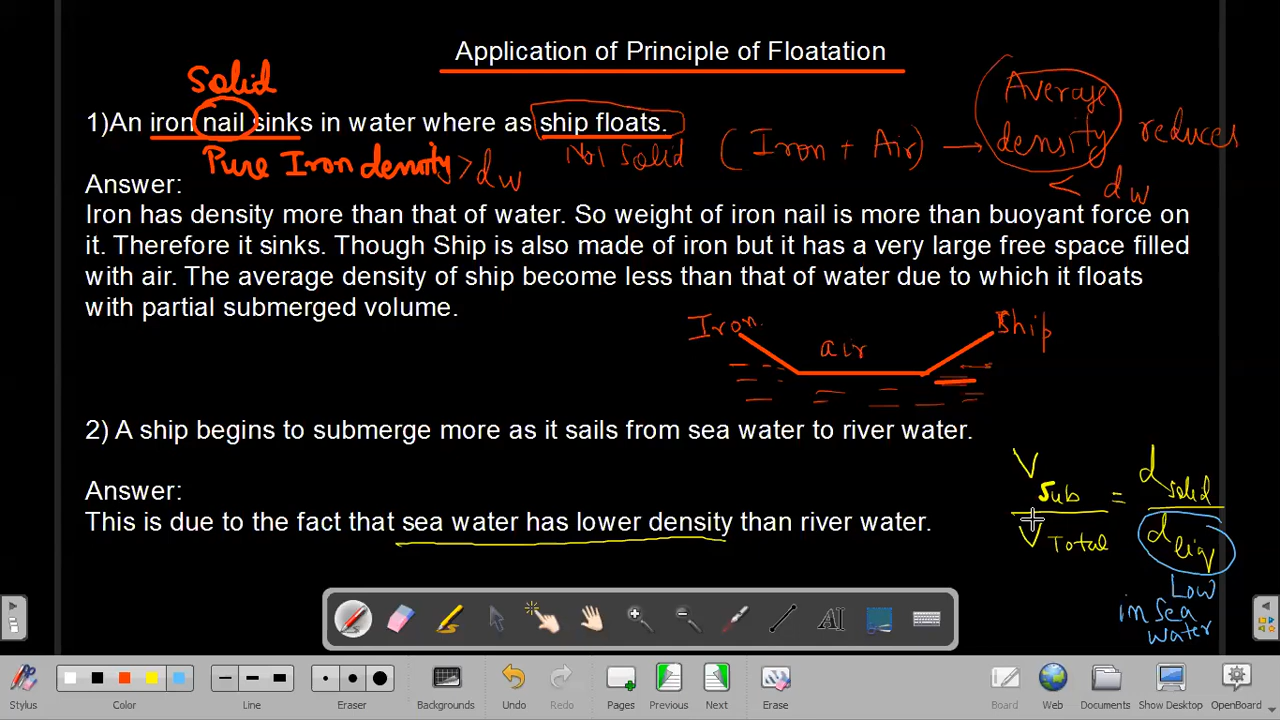 Application of Principle of Floatation
Solid
1)An iron nail sinks in water where as ship floats.
Not Solid
(Iron + Air) → Average density reduces
< dw
Pure Iron density > dw
Answer:
Iron has density more than that of water. So weight of iron nail is more than buoyant force on
it. Therefore it sinks. Though Ship is also made of iron but it has a very large free space filled
with air. The average density of ship become less than that of water due to which it floats
with partial submerged volume.
Iron
air
Ship
2) A ship begins to submerge more as it sails from sea water to river water.
Answer:
This is due to the fact that sea water has lower density than river water.
V sub / V Total = d solid / d liq
Low
in Sea
water
AI
Stylus
Color
Line
Eraser
Backgrounds
Undo
Redo
Pages
Previous
Next
Erase
Board
Web
Documents
Show Desktop
OpenBoard